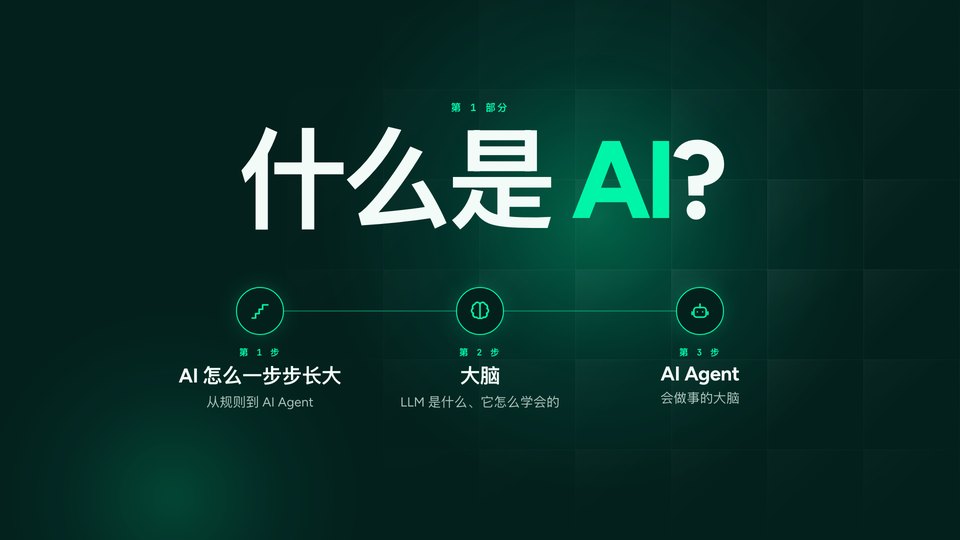 第 1 部分
什么是 AI?
第 1 步
AI 怎么一步步长大
从规则到 AI Agent
第 2 步
大脑
LLM 是什么、它怎么学会的
第 3 步
AI Agent
会做事的大脑